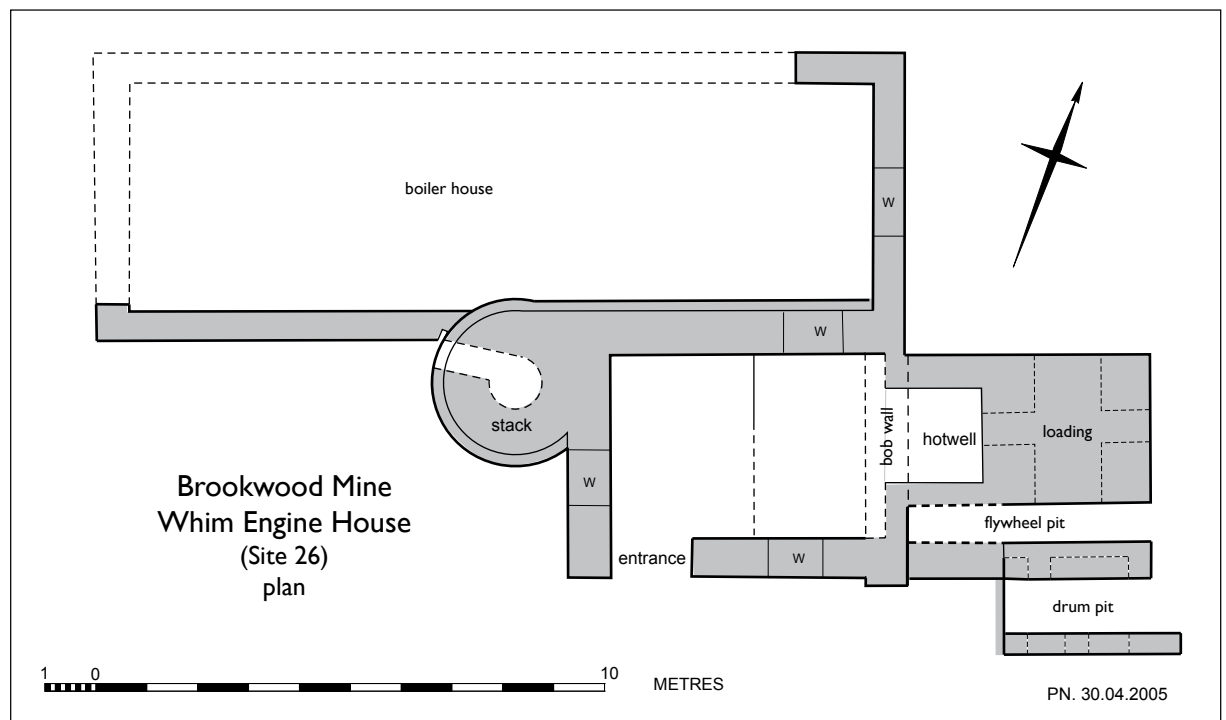 boiler house
W
W
stack
bob wall
hotwell
loading
W
flywheel pit
entrance
W
drum pit
Brookwood Mine
Whim Engine House
(Site 26)
plan
1 0 10
METRES
PN. 30.04.2005